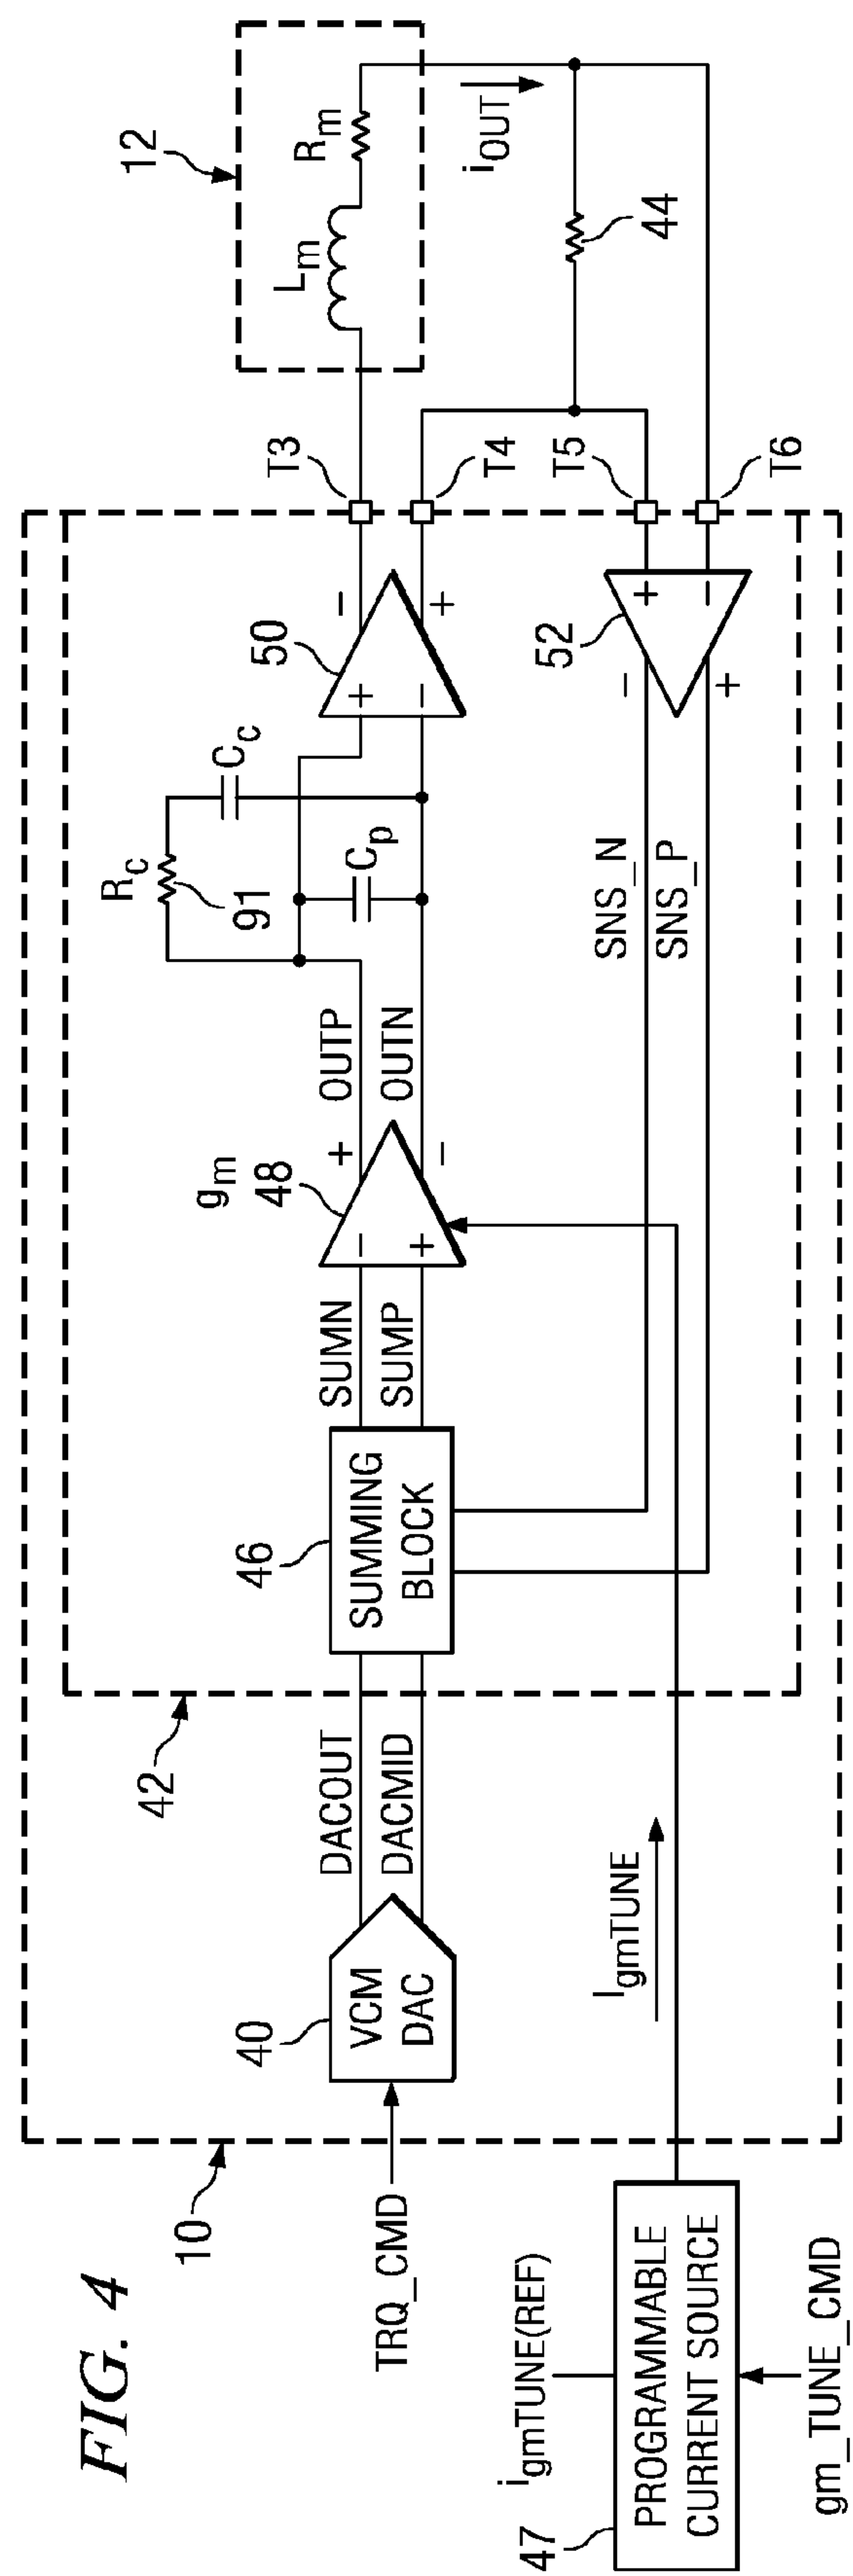 FIG. 4
10
42
12
TRQ_CMD
40
VCM
DAC
DACOUT
DACMID
46
SUMMING
BLOCK
SUMN
SUMP
gm
48
−
+
+
−
OUTP
OUTN
Rc
91
Cc
Cp
50
+
−
−
+
T3
T4
T5
T6
Lm
Rm
iOUT
44
52
+
−
−
+
SNS_N
SNS_P
IgmTUNE
igmTUNE(REF)
47
PROGRAMMABLE
CURRENT SOURCE
gm_TUNE_CMD